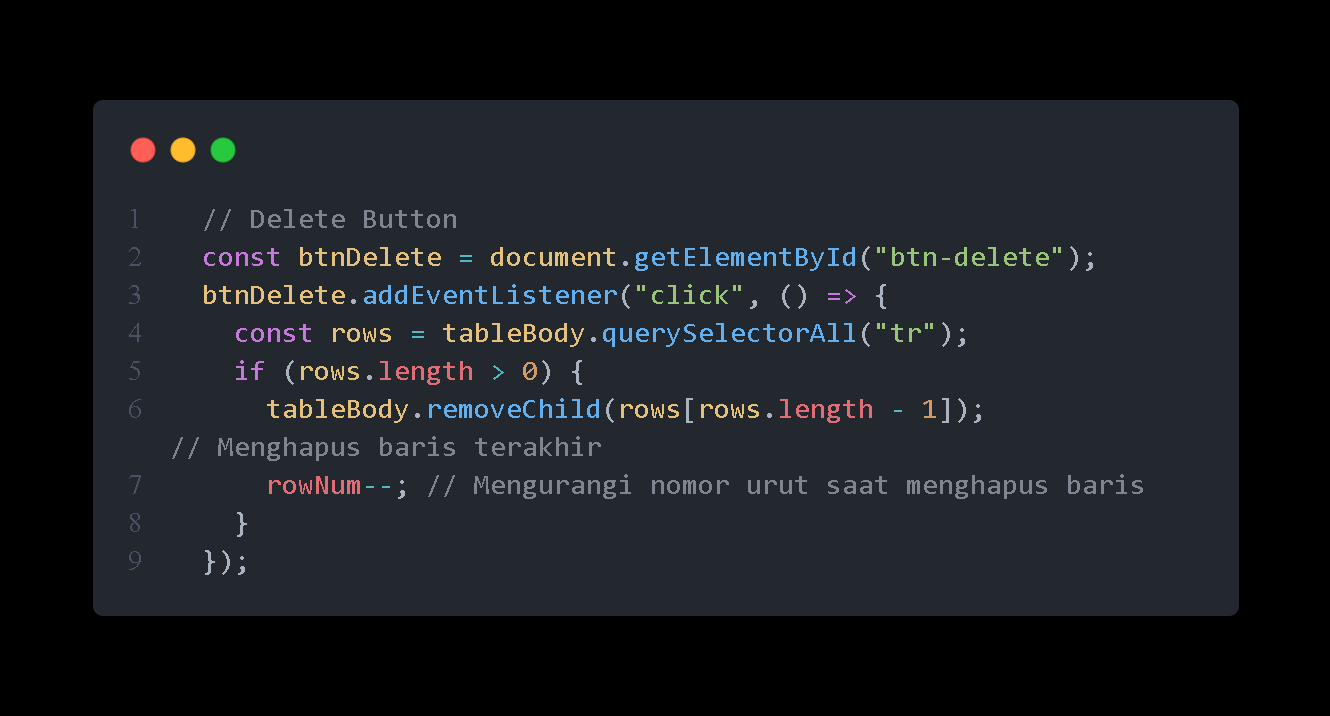 1 // Delete Button
2 const btnDelete = document.getElementById("btn-delete");
3 btnDelete.addEventListener("click", () => {
4 const rows = tableBody.querySelectorAll("tr");
5 if (rows.length > 0) {
6 tableBody.removeChild(rows[rows.length - 1]);
// Menghapus baris terakhir
7 rowNum--; // Mengurangi nomor urut saat menghapus baris
8 }
9 });